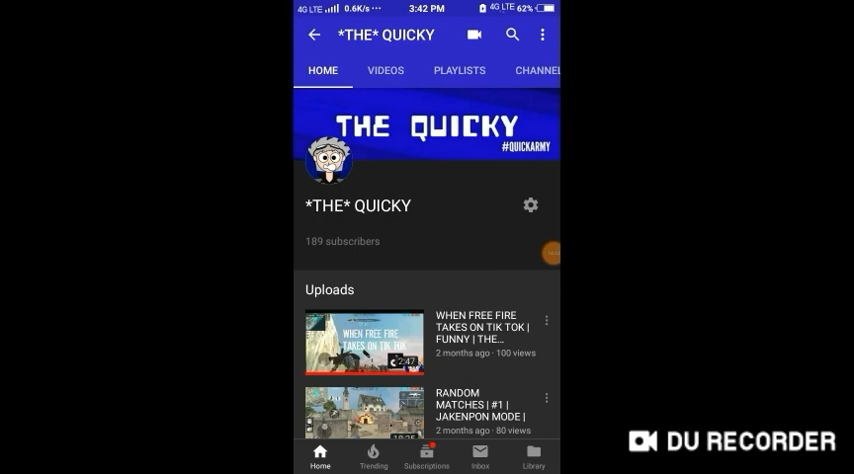 4G LTE 0.6K/s ··· 3:42 PM 4G LTE 62%
*THE* QUICKY
HOME VIDEOS PLAYLISTS CHANNEL
THE QUICKY
#QUICKARMY
*THE* QUICKY
189 subscribers
Uploads
WHEN FREE FIRE
TAKES ON TIK TOK
2:47
WHEN FREE FIRE
TAKES ON TIK TOK |
FUNNY | THE...
2 months ago · 100 views
RANDOM
MATCHES | #1 |
JAKENPON MODE |
2 months ago · 80 views
Home Trending Subscriptions Inbox Library
DU RECORDER